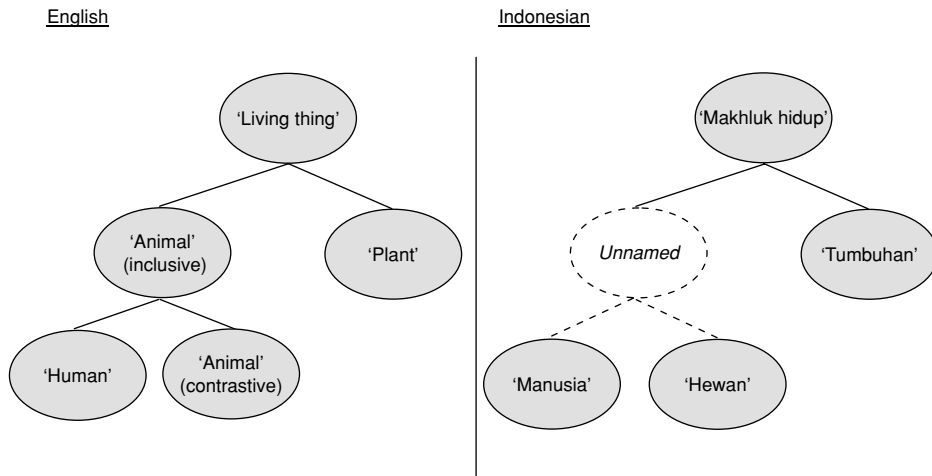 English
‘Living thing’
‘Animal’
(inclusive)
‘Plant’
‘Human’
‘Animal’
(contrastive)
Indonesian
‘Makhluk hidup’
Unnamed
‘Tumbuhan’
‘Manusia’
‘Hewan’